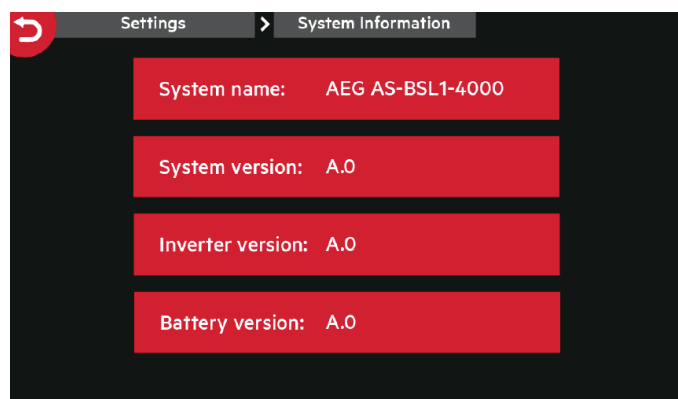 Settings > System Information
System name: AEG AS-BSL1-4000
System version: A.0
Inverter version: A.0
Battery version: A.0